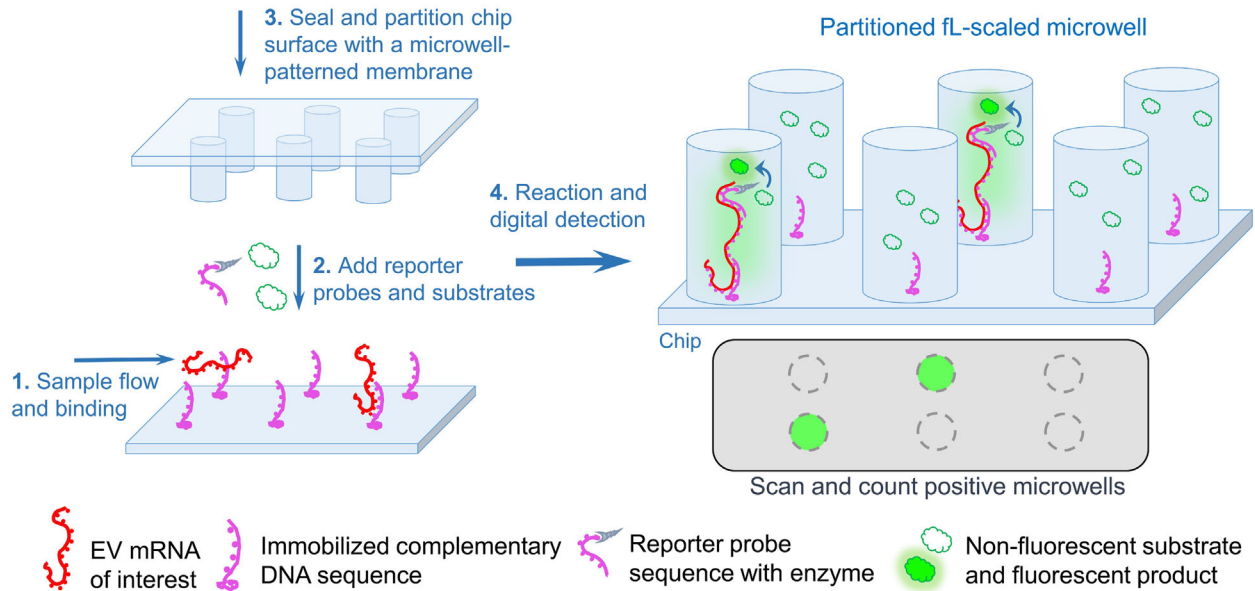 3. Seal and partition chip
surface with a microwell-
patterned membrane
Partitioned fL-scaled microwell
4. Reaction and
digital detection
2. Add reporter
probes and substrates
1. Sample flow
and binding
Chip
Scan and count positive microwells
EV mRNA
of interest
Immobilized complementary
DNA sequence
Reporter probe
sequence with enzyme
Non-fluorescent substrate
and fluorescent product